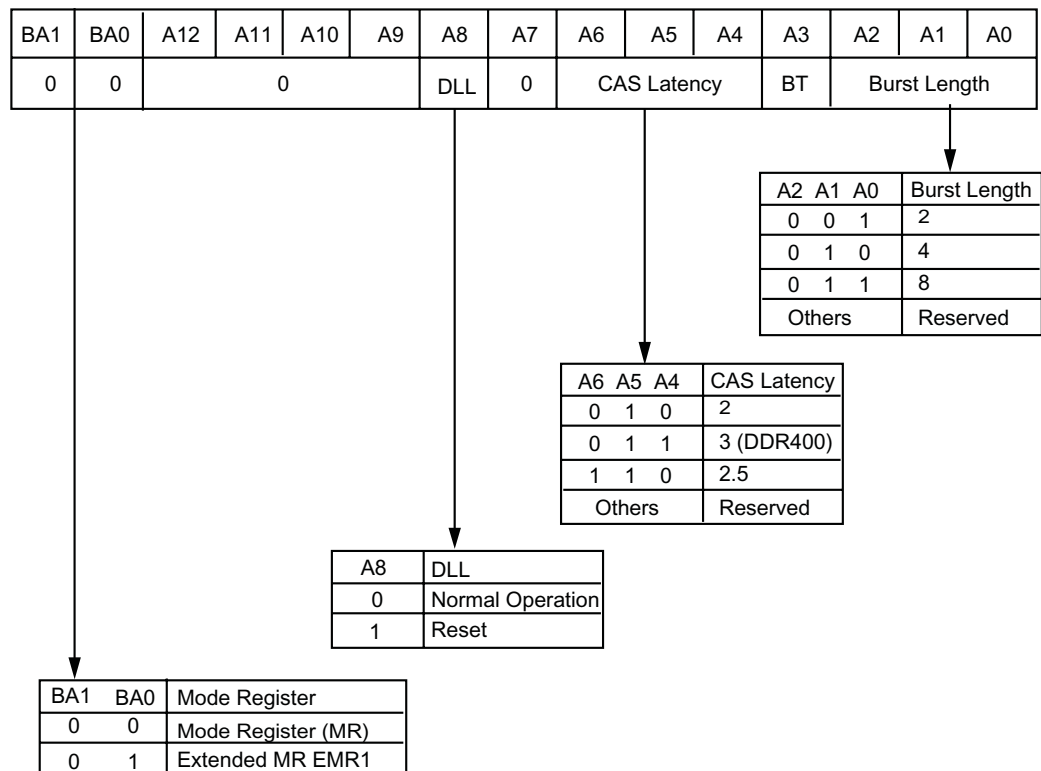 BA1 BA0 A12 A11 A10 A9 A8 A7 A6 A5 A4 A3 A2 A1 A0
0 0 0 DLL 0 CAS Latency BT Burst Length
A2 A1 A0 Burst Length
0 0 1 2
0 1 0 4
0 1 1 8
Others Reserved
A6 A5 A4 CAS Latency
0 1 0 2
0 1 1 3 (DDR400)
1 1 0 2.5
Others Reserved
A8 DLL
0 Normal Operation
1 Reset
BA1 BA0 Mode Register
0 0 Mode Register (MR)
0 1 Extended MR EMR1